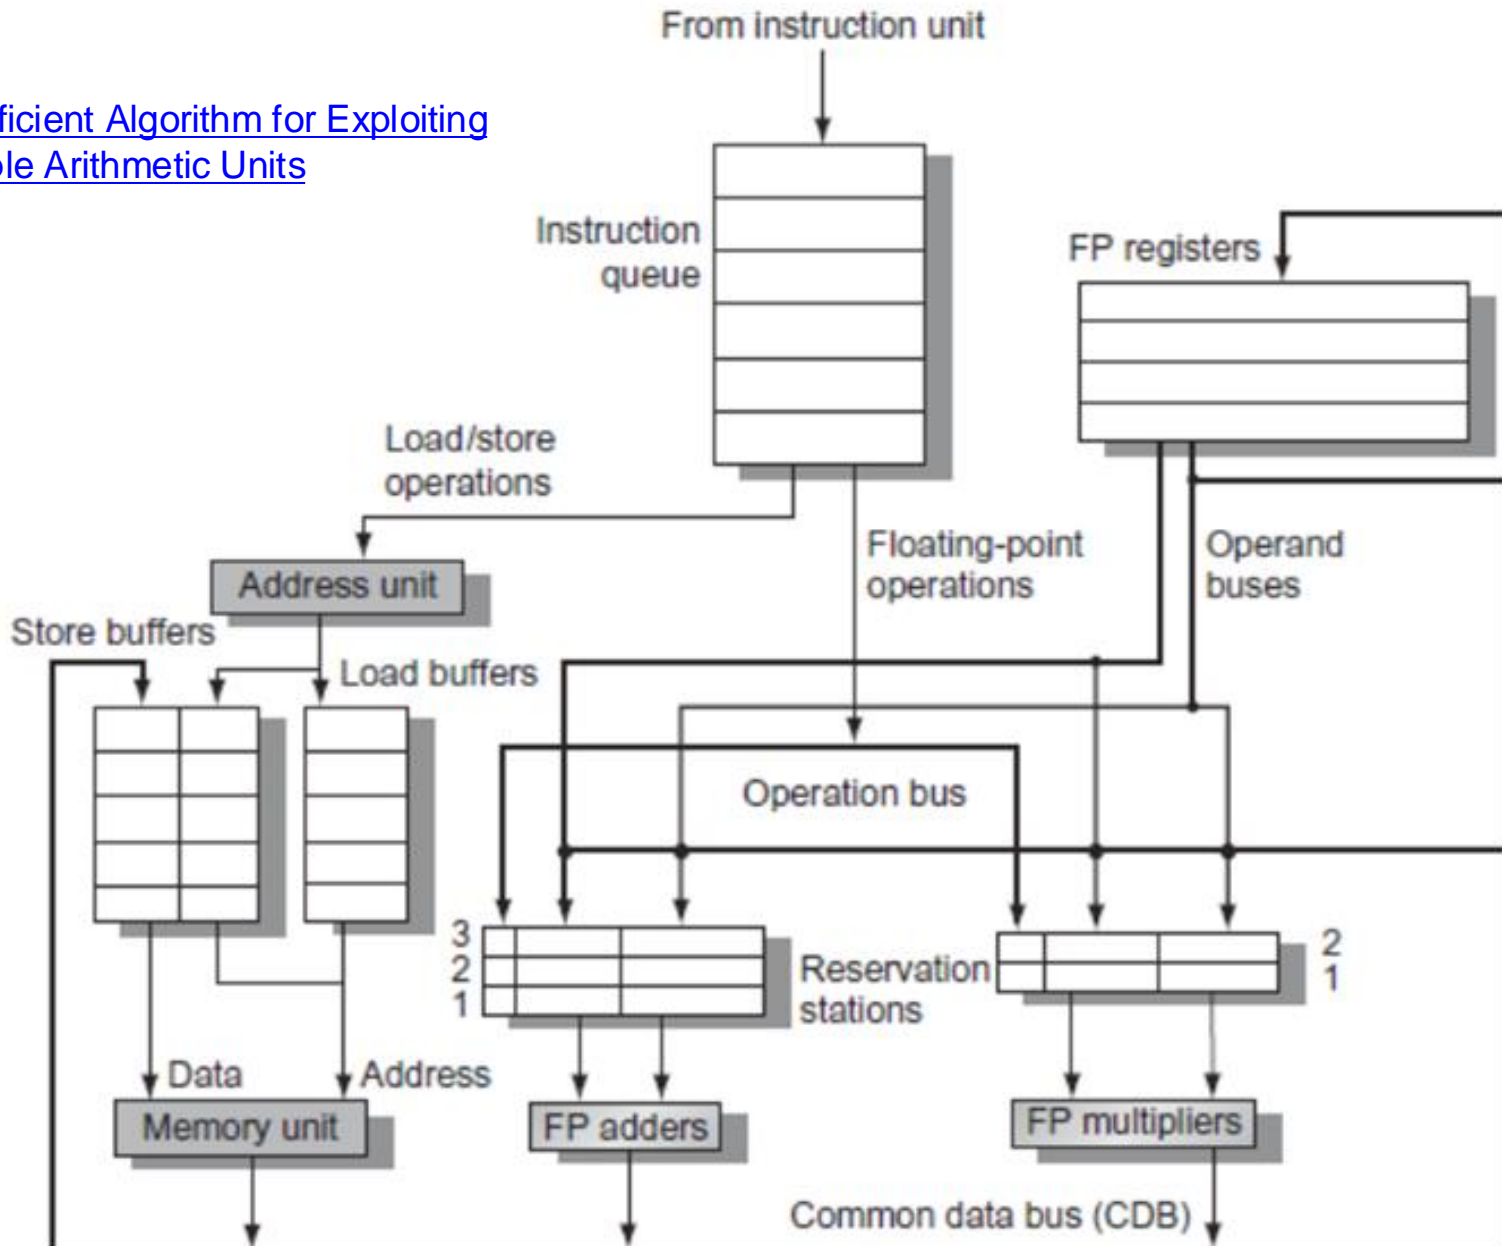 From instruction unit
ficient Algorithm for Exploiting
ple Arithmetic Units
Instruction
queue
FP registers
Load/store
operations
Floating-point
operations
Operand
buses
Address unit
Store buffers
Load buffers
Operation bus
3
2
1
Reservation
stations
2
1
Data
Address
Memory unit
FP adders
FP multipliers
Common data bus (CDB)